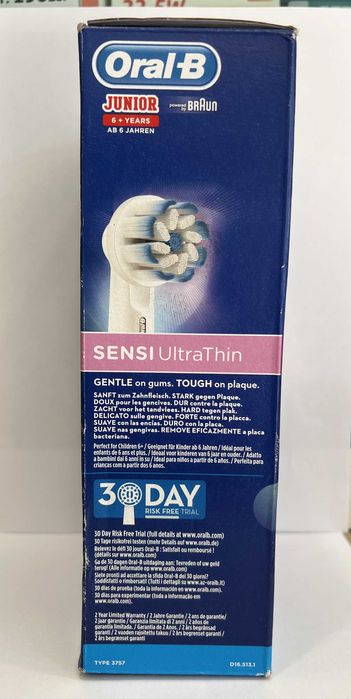 Oral-B
JUNIOR
powered by BRAUN
6 + YEARS
AB 6 JAHREN
SENSI UltraThin
GENTLE on gums. TOUGH on plaque.
SANFT zum Zahnfleisch. STARK gegen Plaque.
DOUX pour les gencives. DUR contre la plaque.
ZACHT voor het tandvlees. HARD tegen plak.
DELICATO sulle gengive. FORTE contro la placca.
SUAVE con las encías. DURO con la placa.
SUAVE nas gengivas. REMOVE EFICAZMENTE a placa
bacteriana.
Perfect for Children 6+ / Geeignet für Kinder ab 6 Jahren / Idéal pour les
enfants de 6 ans et plus. / Ideaal voor kinderen van 6 jaar en ouder. / Adatto
a bambini dai 6 anni in su / Ideal para niños a partir de 6 años. / Perfeita para
crianças com a partir dos 6 anos.
30 DAY
RISK FREE TRIAL
30 Day Risk Free Trial (full details at www.oralb.com)
30 Tage risikofrei testen (mehr Details auf www.oralb.de)
Relevez le défi 30 jours Oral-B : Satisfait ou remboursé !
(détails sur www.oralb.com)
Ga de 30 dagen Oral-B uitdaging aan: Tevreden of uw geld
terug! (Alle informatie op www.oralb.com)
Siete pronti ad accettare la sfida Oral-B dei 30 giorni?
Soddisfatti o rimborsati! (Tutti i dettagli su www.az-oralb.it)
30 días de prueba (toda la información en www.oralb.com).
30 dias para experimentar (toda a informação em
www.oralb.com).
2 Year Limited Warranty / 2 Jahre Garantie / 2 ans de garantie/
2 jaar garantie / Garanzia limitata di 2 anni / 2 anos de
garantía limitada. / Garantia de 2 Anos. / 2 års begränsad
garanti / 2 vuoden rajoitettu takuu / 2 års begrenset garanti
/ 2 års begrænset garanti
TYPE 3757
D16.513.1